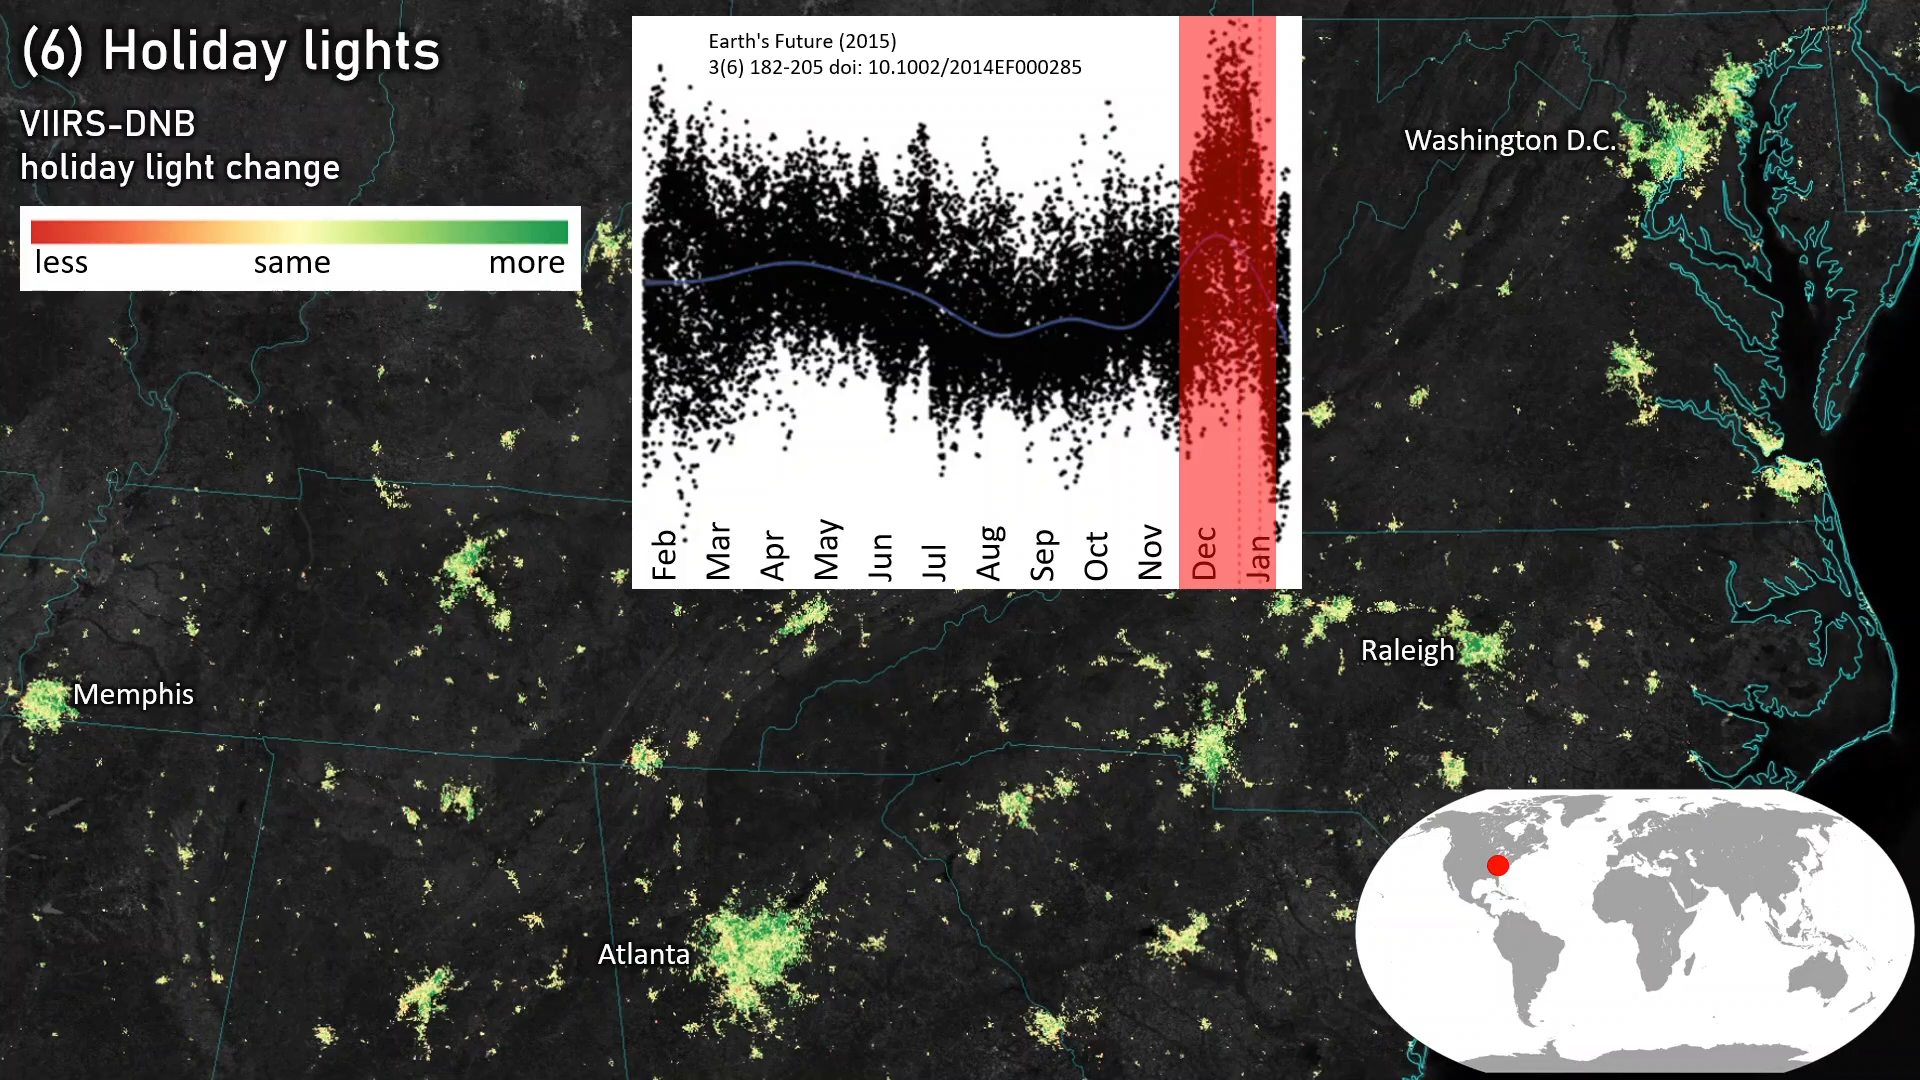 (6) Holiday lights
VIIRS-DNB
holiday light change
less same more
Earth's Future (2015)
3(6) 182-205 doi: 10.1002/2014EF000285
Feb Mar Apr May Jun Jul Aug Sep Oct Nov Dec Jan
Washington D.C.
Raleigh
Memphis
Atlanta